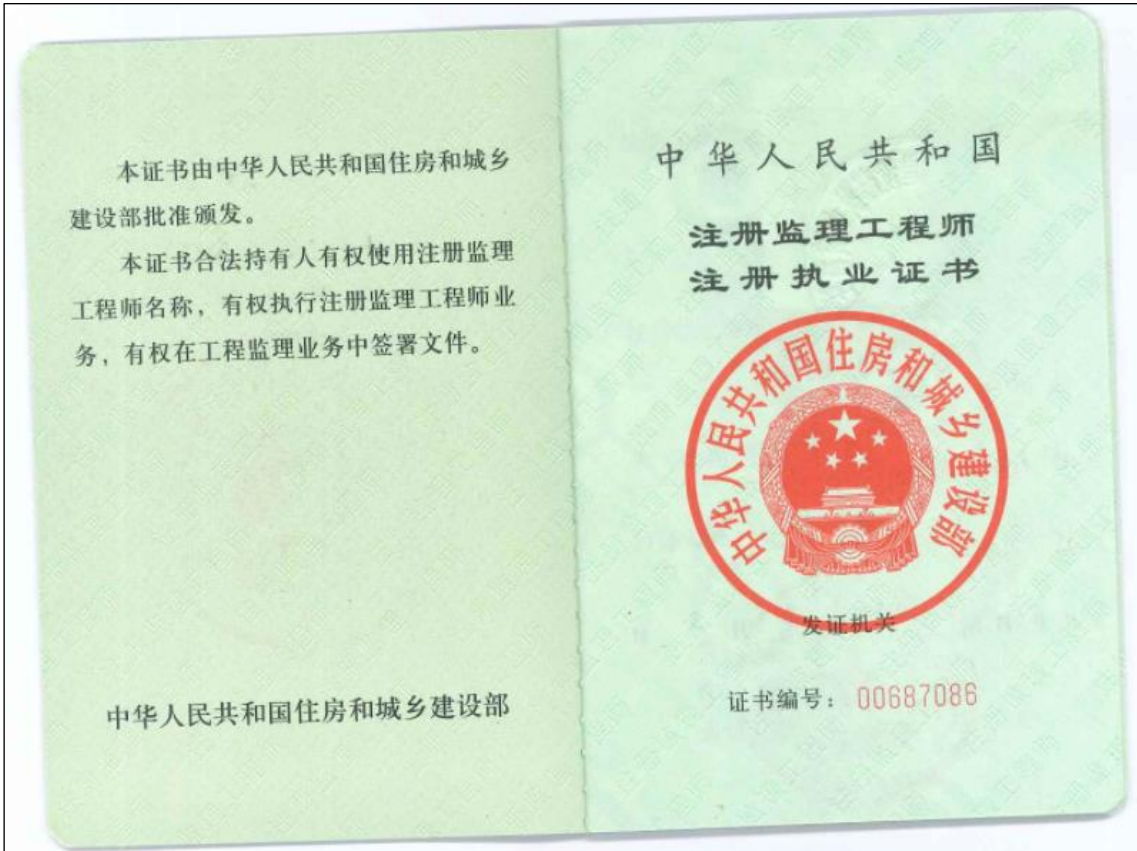 本证书由中华人民共和国住房和城乡
建设部批准颁发。
本证书合法持有人有权使用注册监理
工程师名称，有权执行注册监理工程师业
务，有权在工程监理业务中签署文件。
中华人民共和国住房和城乡建设部
中华人民共和国
注册监理工程师
注册执业证书
中华人民共和国住房和城乡建设部
发证机关
证书编号：00687086